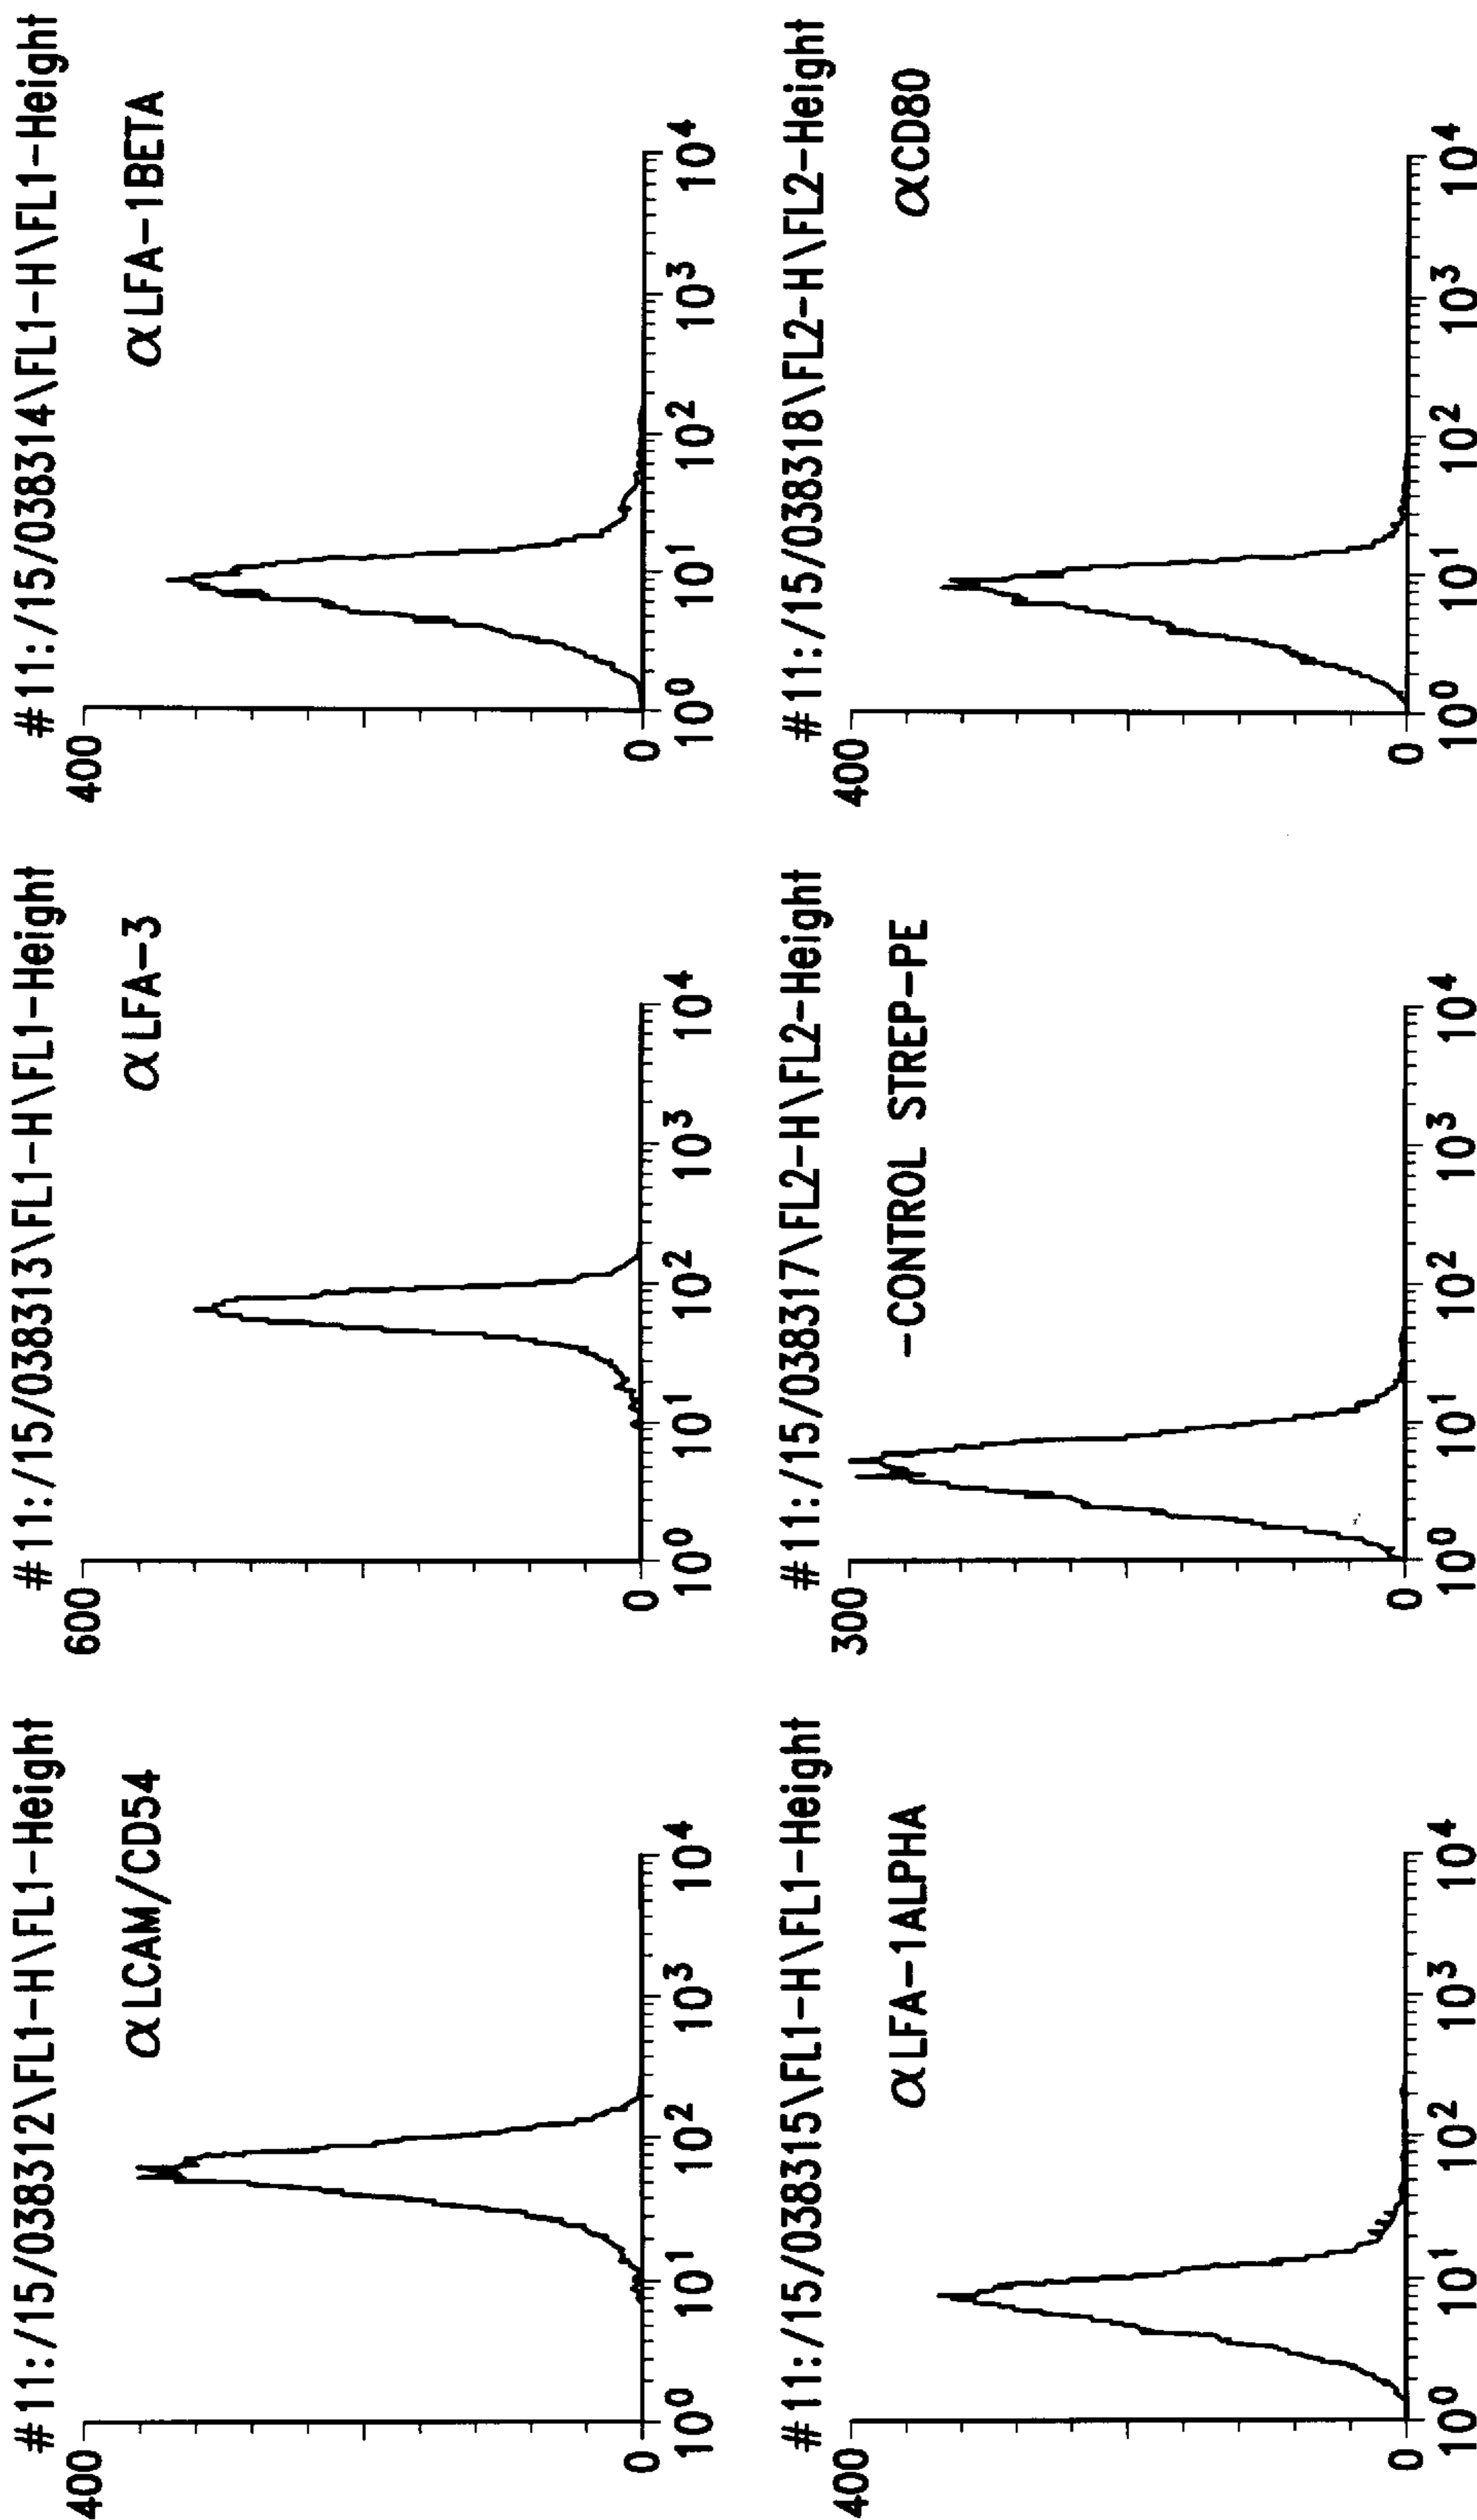 #11:/15/038312\FL1-H\FL1-Height
αLCAM/CD54
400
0
10⁰ 10¹ 10² 10³ 10⁴
#11:/15/038313\FL1-H\FL1-Height
αLFA-3
600
0
10⁰ 10¹ 10² 10³ 10⁴
#11:/15/038314\FL1-H\FL1-Height
αLFA-1BETA
400
0
10⁰ 10¹ 10² 10³ 10⁴
#11:/15/038315\FL1-H\FL1-Height
αLFA-1ALPHA
400
0
10⁰ 10¹ 10² 10³ 10⁴
#11:/15/038317\FL2-H\FL2-Height
-CONTROL STREP-PE
300
0
10⁰ 10¹ 10² 10³ 10⁴
#11:/15/038318\FL2-H\FL2-Height
αCD80
400
0
10⁰ 10¹ 10² 10³ 10⁴